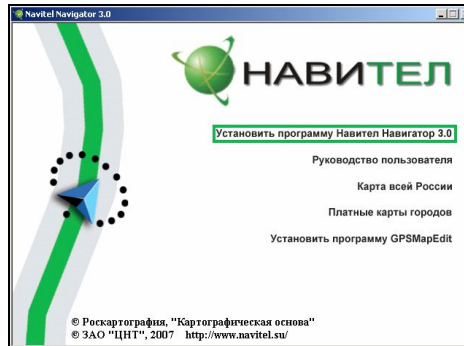 Navitel Navigator 3.0
НАВИТЕЛ
Установить программу Навител Навигатор 3.0
Руководство пользователя
Карта всей России
Платные карты городов
Установить программу GPSMapEdit
© Роскартография, "Картографическая основа"
© ЗАО "ЦНТ", 2007 http://www.navitel.su/